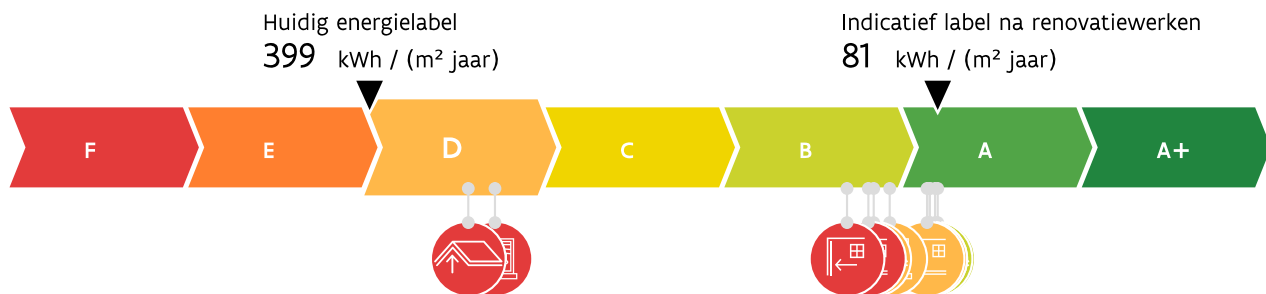 Huidig energielabel
399 kWh / (m² jaar)
Indicatief label na renovatiewerken
81 kWh / (m² jaar)
F E D C B A A+